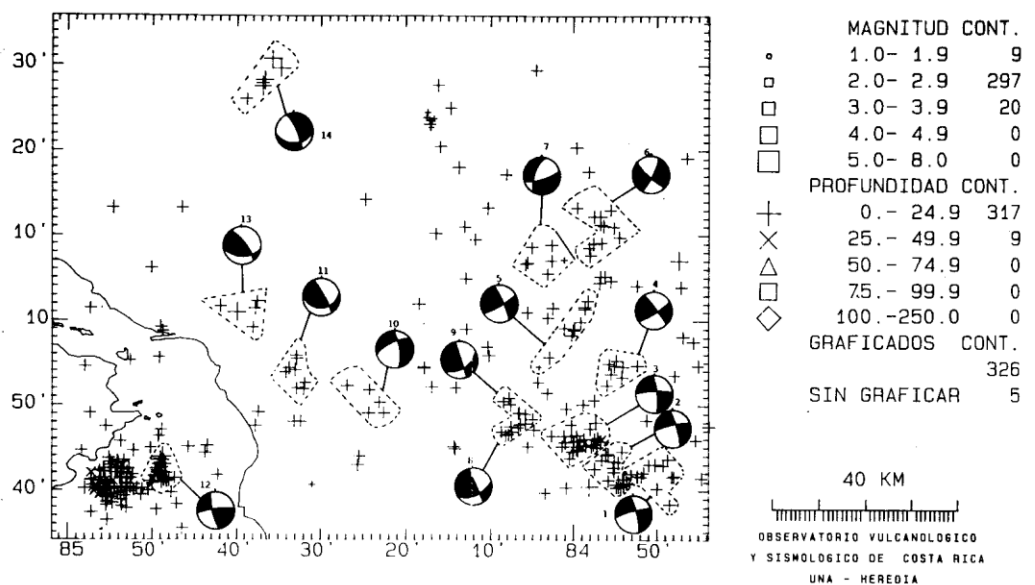 30'
20'
10'
10
50'
40'
85
50'
40'
30'
20'
10'
84
50'
14
13
11
10
9
5
7
6
4
3
2
12
1
MAGNITUD CONT.
1.0- 1.9 9
2.0- 2.9 297
3.0- 3.9 20
4.0- 4.9 0
5.0- 8.0 0
PROFUNDIDAD CONT.
0.- 24.9 317
25.- 49.9 9
50.- 74.9 0
75.- 99.9 0
100.-250.0 0
GRAFICADOS CONT.
326
SIN GRAFICAR 5
40 KM
OBSERVATORIO VULCANOLOGICO
Y SISMOLOGICO DE COSTA RICA
UNA - HEREDIA